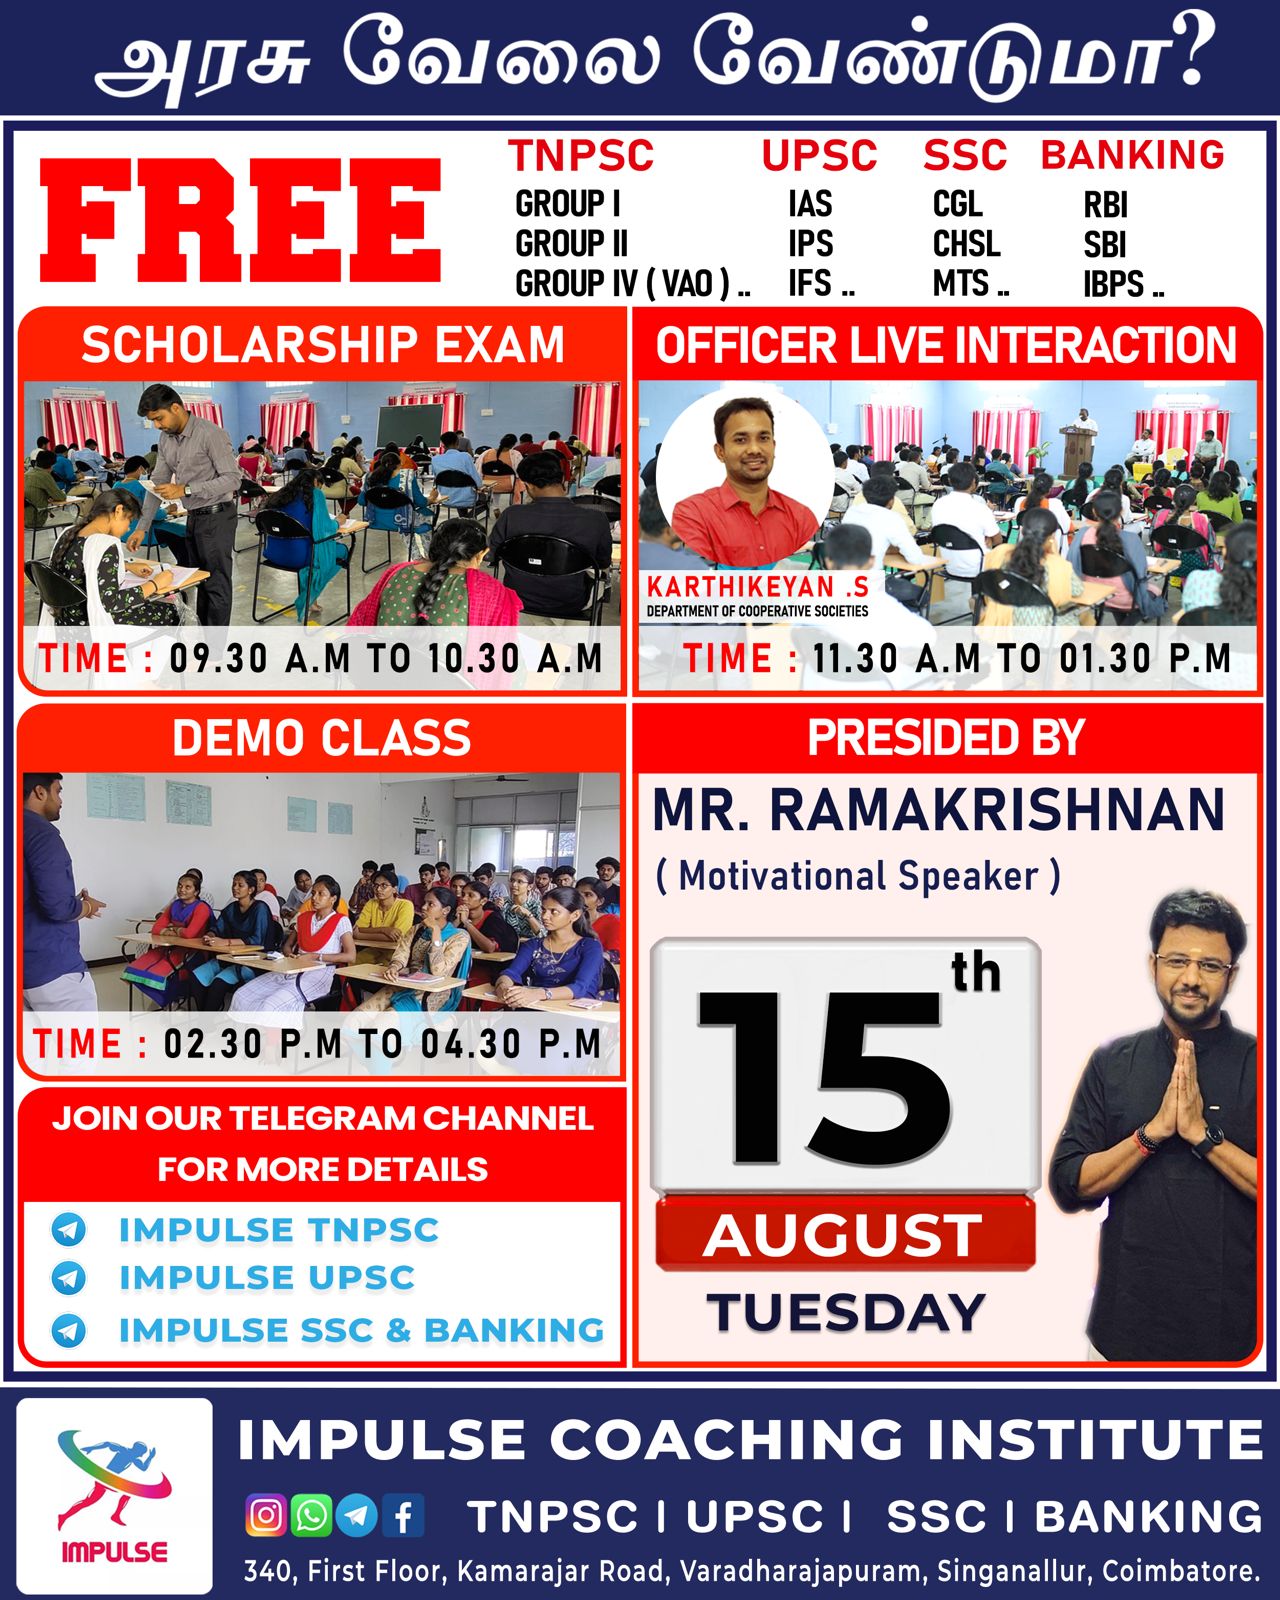 அரசு வேலை வேண்டுமா?
FREE
TNPSC
GROUP I
GROUP II
GROUP IV ( VAO ) ..
UPSC
IAS
IPS
IFS ..
SSC
CGL
CHSL
MTS ..
BANKING
RBI
SBI
IBPS ..
SCHOLARSHIP EXAM
TIME : 09.30 A.M TO 10.30 A.M
OFFICER LIVE INTERACTION
KARTHIKEYAN .S
DEPARTMENT OF COOPERATIVE SOCIETIES
TIME : 11.30 A.M TO 01.30 P.M
DEMO CLASS
TIME : 02.30 P.M TO 04.30 P.M
PRESIDED BY
MR. RAMAKRISHNAN
( Motivational Speaker )
15th
AUGUST
TUESDAY
JOIN OUR TELEGRAM CHANNEL
FOR MORE DETAILS
IMPULSE TNPSC
IMPULSE UPSC
IMPULSE SSC & BANKING
IMPULSE
IMPULSE COACHING INSTITUTE
TNPSC | UPSC | SSC | BANKING
340, First Floor, Kamarajar Road, Varadharajapuram, Singanallur, Coimbatore.